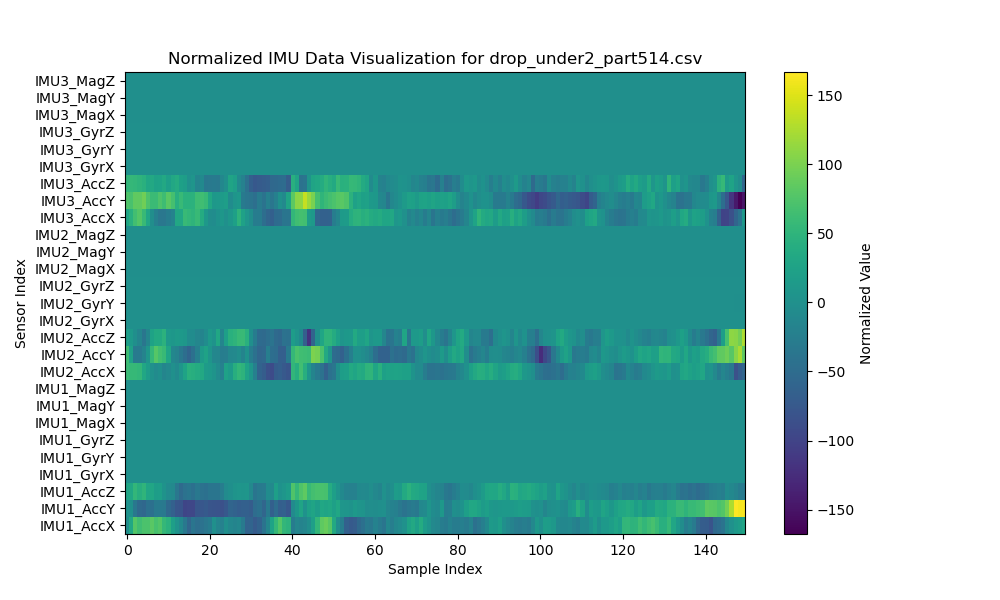 Normalized IMU Data Visualization for drop_under2_part514.csv
IMU3_MagZ
IMU3_MagY
IMU3_MagX
IMU3_GyrZ
IMU3_GyrY
IMU3_GyrX
IMU3_AccZ
IMU3_AccY
IMU3_AccX
IMU2_MagZ
IMU2_MagY
IMU2_MagX
IMU2_GyrZ
IMU2_GyrY
IMU2_GyrX
IMU2_AccZ
IMU2_AccY
IMU2_AccX
IMU1_MagZ
IMU1_MagY
IMU1_MagX
IMU1_GyrZ
IMU1_GyrY
IMU1_GyrX
IMU1_AccZ
IMU1_AccY
IMU1_AccX
Sensor Index
0 20 40 60 80 100 120 140
Sample Index
150
100
50
0
−50
−100
−150
Normalized Value